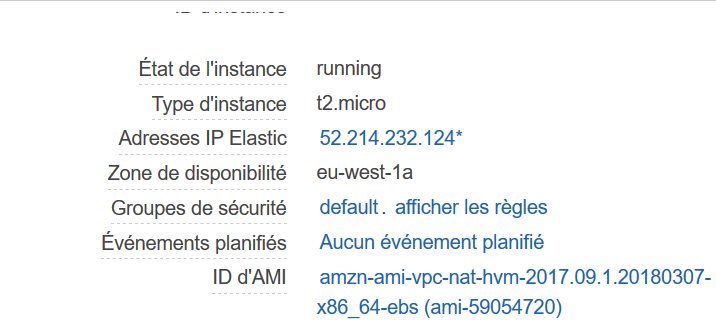 État de l'instance running
Type d'instance t2.micro
Adresses IP Elastic 52.214.232.124*
Zone de disponibilité eu-west-1a
Groupes de sécurité default. afficher les règles
Événements planifiés Aucun événement planifié
ID d'AMI amzn-ami-vpc-nat-hvm-2017.09.1.20180307-
x86_64-ebs (ami-59054720)